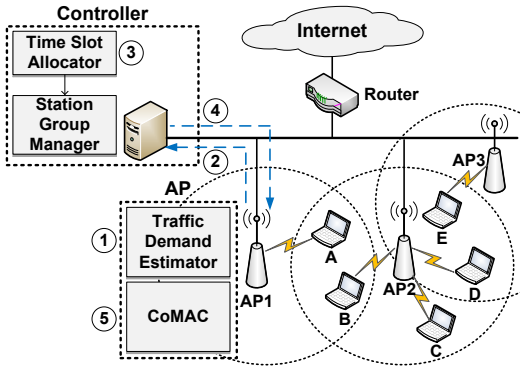 Controller
Time Slot
Allocator
3
Station
Group
Manager
4
2
Internet
Router
AP3
AP
1
Traffic
Demand
Estimator
5
CoMAC
AP1
A
B
AP2
E
D
C